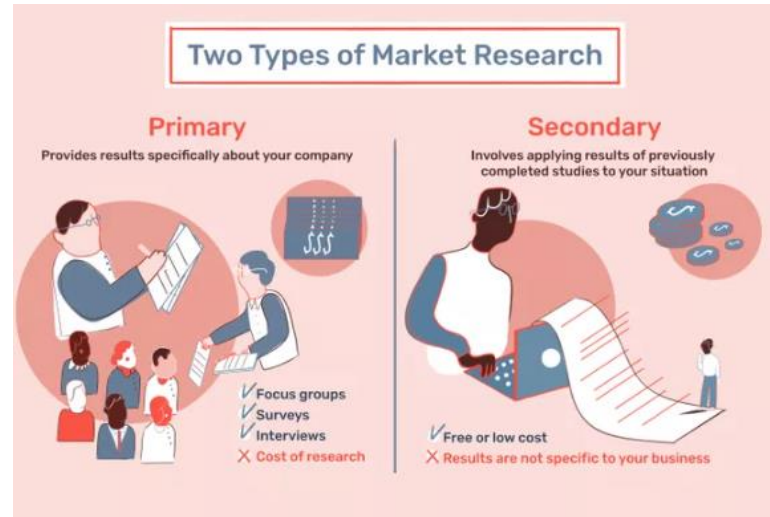 Two Types of Market Research
Primary
Provides results specifically about your company
Focus groups
Surveys
Interviews
Cost of research
Secondary
Involves applying results of previously
completed studies to your situation
Free or low cost
Results are not specific to your business